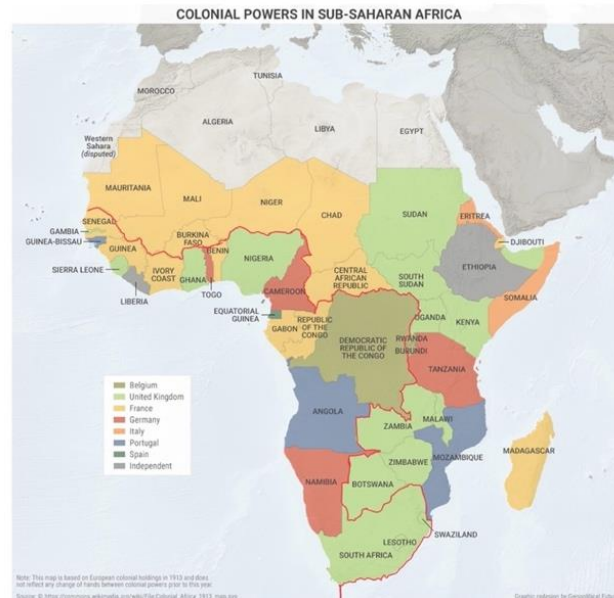 COLONIAL POWERS IN SUB-SAHARAN AFRICA
TUNISIA
MOROCCO
ALGERIA
LIBYA
EGYPT
Western
Sahara
(disputed)
MAURITANIA
MALI
NIGER
CHAD
SUDAN
ERITREA
SENEGAL
GAMBIA
GUINEA-BISSAU
GUINEA
BURKINA
FASO
BENIN
NIGERIA
DJIBOUTI
SIERRA LEONE
IVORY
COAST
GHANA
LIBERIA
TOGO
CAMEROON
CENTRAL
AFRICAN
REPUBLIC
SOUTH
SUDAN
ETHIOPIA
SOMALIA
EQUATORIAL
GUINEA
GABON
REPUBLIC
OF THE
CONGO
DEMOCRATIC
REPUBLIC OF
THE CONGO
UGANDA
KENYA
RWANDA
BURUNDI
TANZANIA
Belgium
United Kingdom
France
Germany
Italy
Portugal
Spain
Independent
ANGOLA
ZAMBIA
MALAWI
MOZAMBIQUE
MADAGASCAR
NAMIBIA
ZIMBABWE
BOTSWANA
SWAZILAND
LESOTHO
SOUTH AFRICA
Note: This map is based on European colonial holdings in 1913 and does
not reflect any change of hands between colonial powers prior to this year.